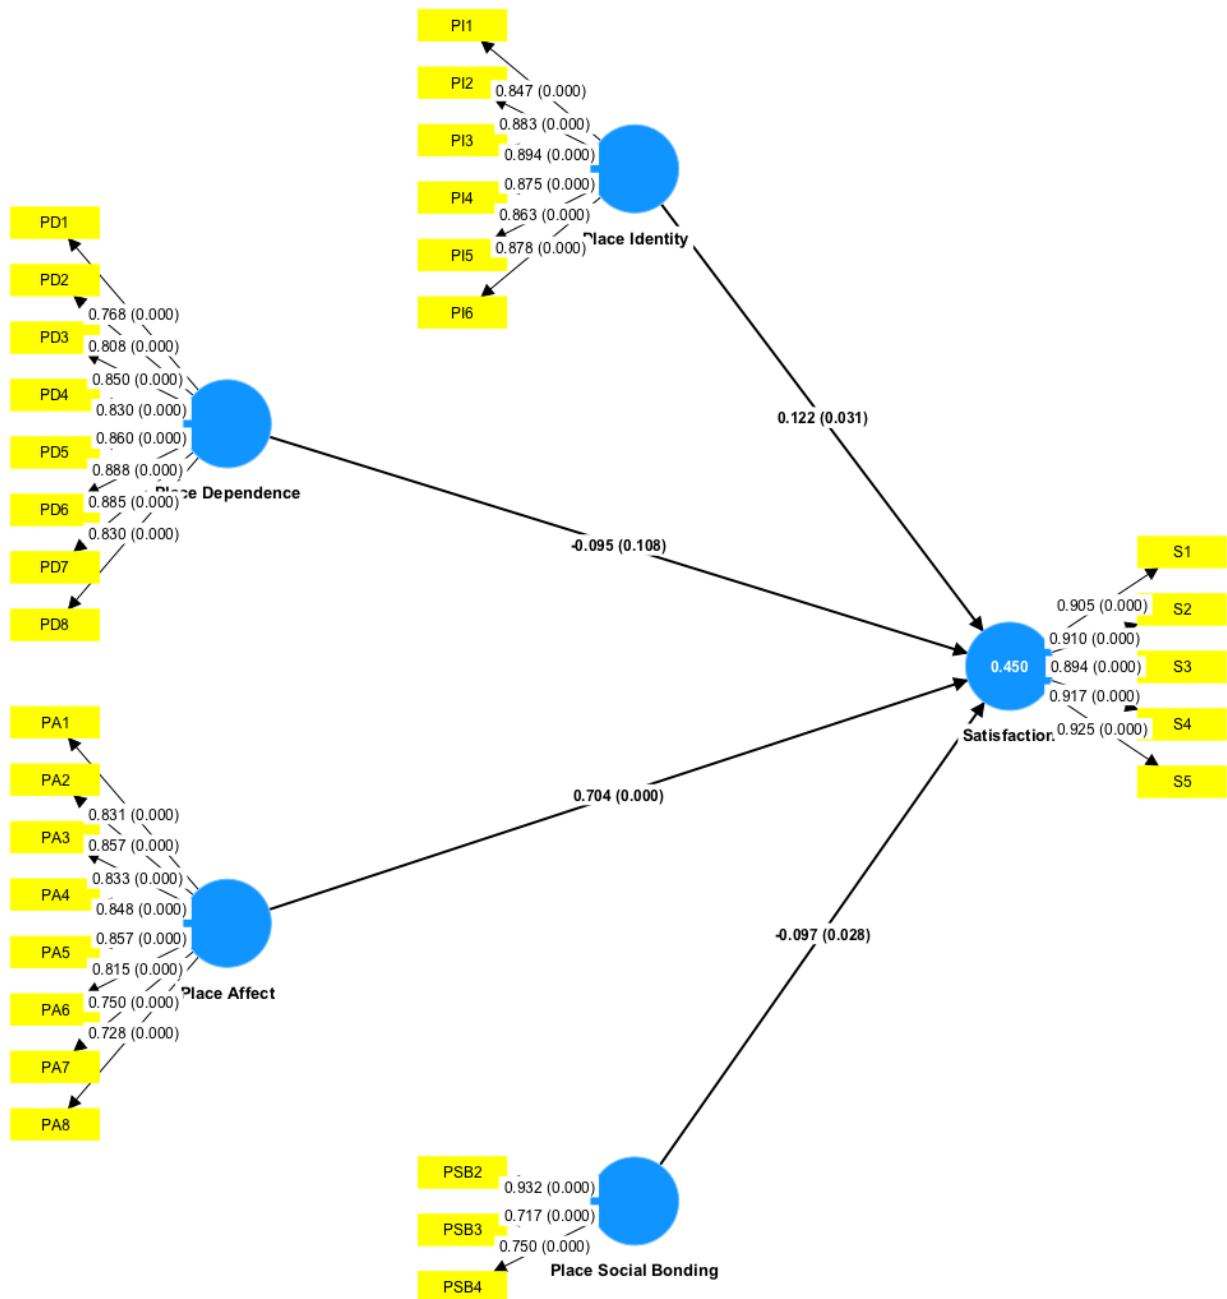 PI1
PI2
PI3
PI4
PI5
PI6
0.847 (0.000)
0.883 (0.000)
0.894 (0.000)
0.875 (0.000)
0.863 (0.000)
0.878 (0.000)
Place Identity
PD1
PD2
PD3
PD4
PD5
PD6
PD7
PD8
0.768 (0.000)
0.808 (0.000)
0.850 (0.000)
0.830 (0.000)
0.860 (0.000)
0.888 (0.000)
0.885 (0.000)
0.830 (0.000)
Place Dependence
0.122 (0.031)
-0.095 (0.108)
0.704 (0.000)
-0.097 (0.028)
0.450
Satisfaction
S1
S2
S3
S4
S5
0.905 (0.000)
0.910 (0.000)
0.894 (0.000)
0.917 (0.000)
0.925 (0.000)
PA1
PA2
PA3
PA4
PA5
PA6
PA7
PA8
0.831 (0.000)
0.857 (0.000)
0.833 (0.000)
0.848 (0.000)
0.857 (0.000)
0.815 (0.000)
0.750 (0.000)
0.728 (0.000)
Place Affect
PSB2
PSB3
PSB4
0.932 (0.000)
0.717 (0.000)
0.750 (0.000)
Place Social Bonding